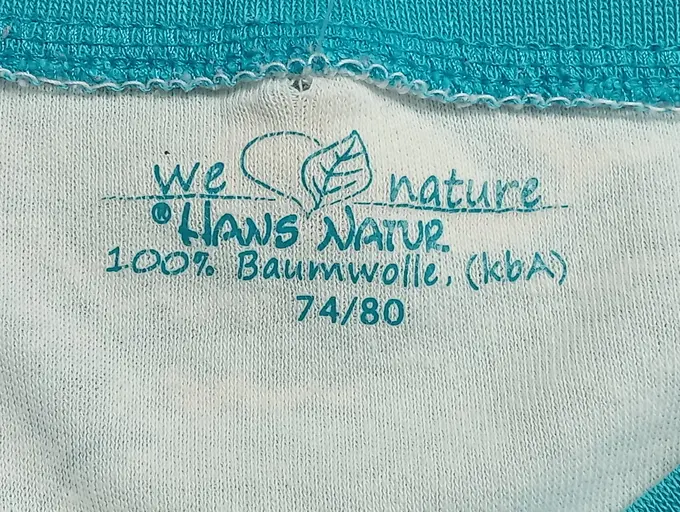 we nature
® HANS NATUR.
100% Baumwolle, (kbA)
74/80